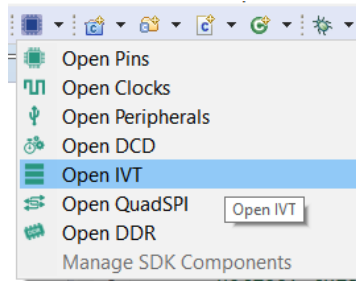 Open Pins
Open Clocks
Open Peripherals
Open DCD
Open IVT
Open QuadSPI
Open IVT
Open DDR
Manage SDK Components